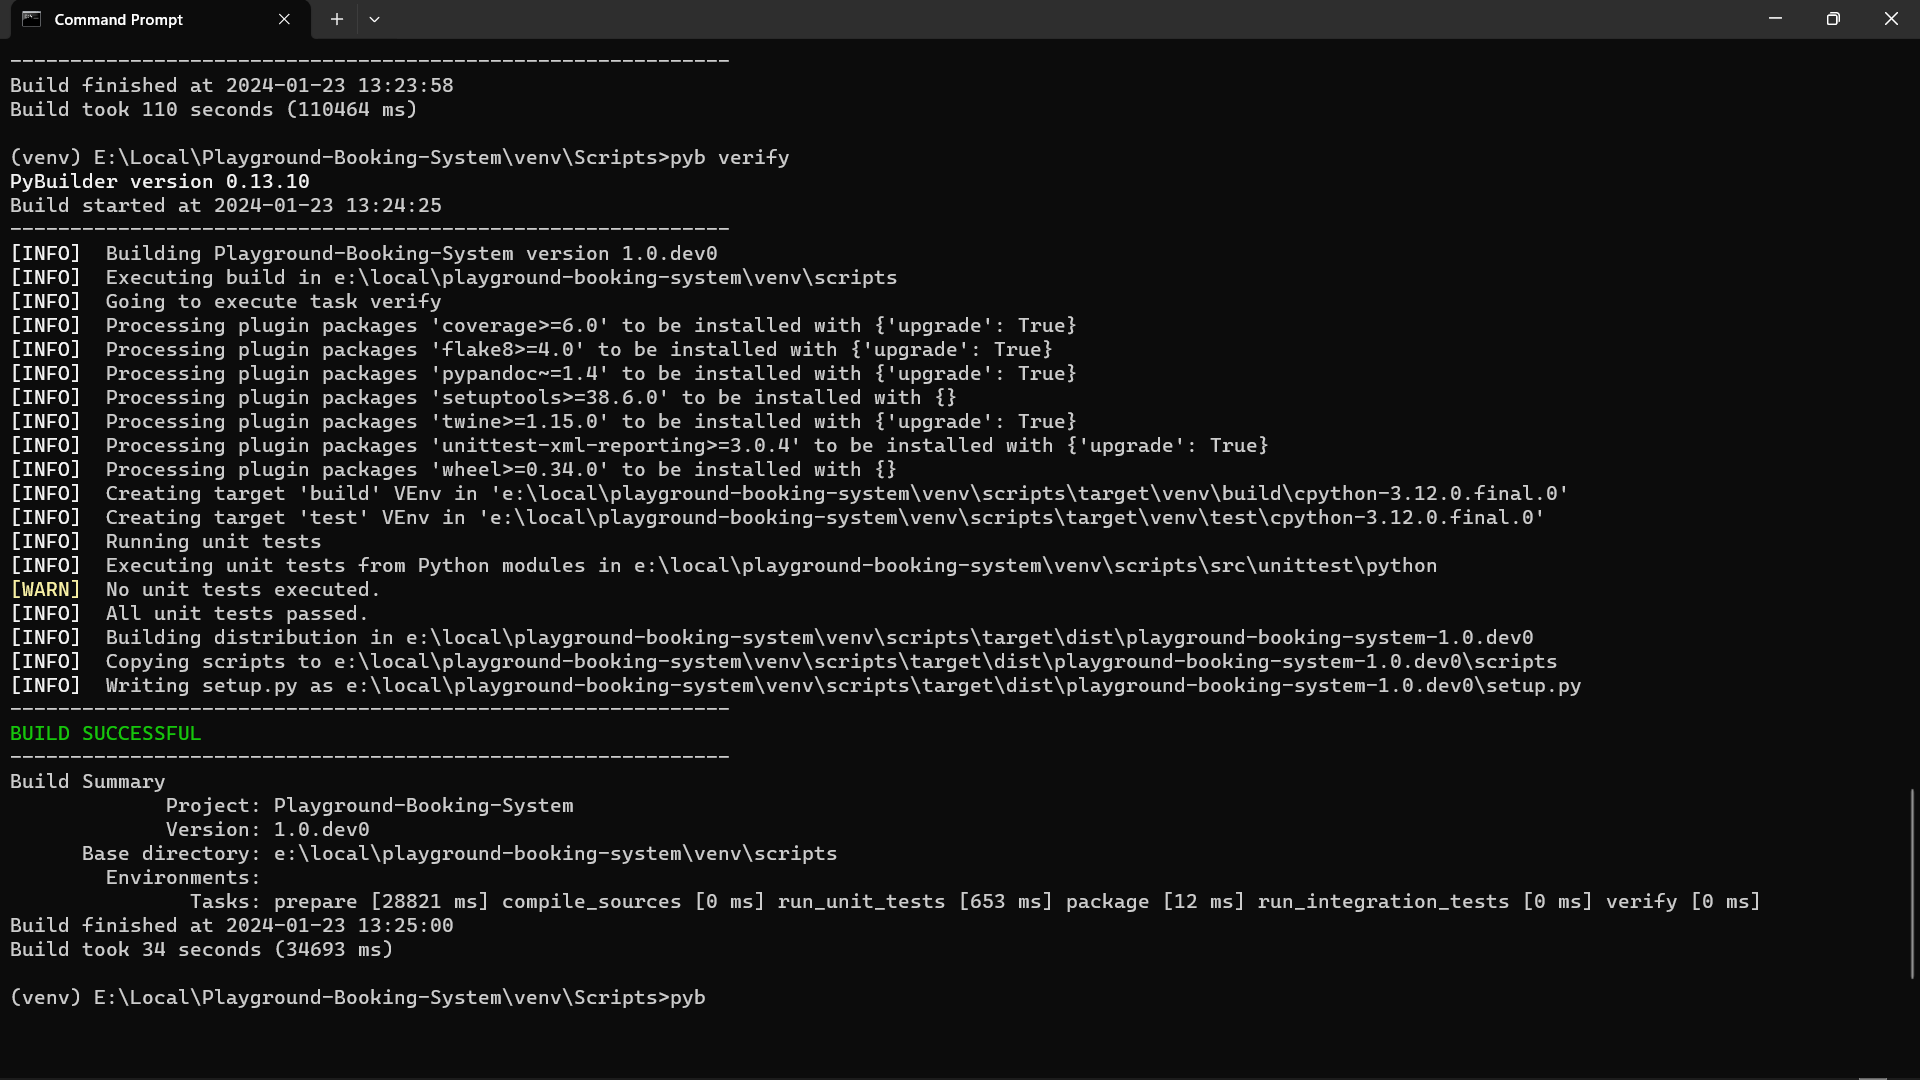 Command Prompt
------------------------------------------------------------
Build finished at 2024-01-23 13:23:58
Build took 110 seconds (110464 ms)
(venv) E:\Local\Playground-Booking-System\venv\Scripts>pyb verify
PyBuilder version 0.13.10
Build started at 2024-01-23 13:24:25
------------------------------------------------------------
[INFO]  Building Playground-Booking-System version 1.0.dev0
[INFO]  Executing build in e:\local\playground-booking-system\venv\scripts
[INFO]  Going to execute task verify
[INFO]  Processing plugin packages 'coverage>=6.0' to be installed with {'upgrade': True}
[INFO]  Processing plugin packages 'flake8>=4.0' to be installed with {'upgrade': True}
[INFO]  Processing plugin packages 'pypandoc~=1.4' to be installed with {'upgrade': True}
[INFO]  Processing plugin packages 'setuptools>=38.6.0' to be installed with {}
[INFO]  Processing plugin packages 'twine>=1.15.0' to be installed with {'upgrade': True}
[INFO]  Processing plugin packages 'unittest-xml-reporting>=3.0.4' to be installed with {'upgrade': True}
[INFO]  Processing plugin packages 'wheel>=0.34.0' to be installed with {}
[INFO]  Creating target 'build' VEnv in 'e:\local\playground-booking-system\venv\scripts\target\venv\build\cpython-3.12.0.final.0'
[INFO]  Creating target 'test' VEnv in 'e:\local\playground-booking-system\venv\scripts\target\venv\test\cpython-3.12.0.final.0'
[INFO]  Running unit tests
[INFO]  Executing unit tests from Python modules in e:\local\playground-booking-system\venv\scripts\src\unittest\python
[WARN]  No unit tests executed.
[INFO]  All unit tests passed.
[INFO]  Building distribution in e:\local\playground-booking-system\venv\scripts\target\dist\playground-booking-system-1.0.dev0
[INFO]  Copying scripts to e:\local\playground-booking-system\venv\scripts\target\dist\playground-booking-system-1.0.dev0\scripts
[INFO]  Writing setup.py as e:\local\playground-booking-system\venv\scripts\target\dist\playground-booking-system-1.0.dev0\setup.py
------------------------------------------------------------
BUILD SUCCESSFUL
------------------------------------------------------------
Build Summary
             Project: Playground-Booking-System
             Version: 1.0.dev0
      Base directory: e:\local\playground-booking-system\venv\scripts
        Environments:
               Tasks: prepare [28821 ms] compile_sources [0 ms] run_unit_tests [653 ms] package [12 ms] run_integration_tests [0 ms] verify [0 ms]
Build finished at 2024-01-23 13:25:00
Build took 34 seconds (34693 ms)
(venv) E:\Local\Playground-Booking-System\venv\Scripts>pyb